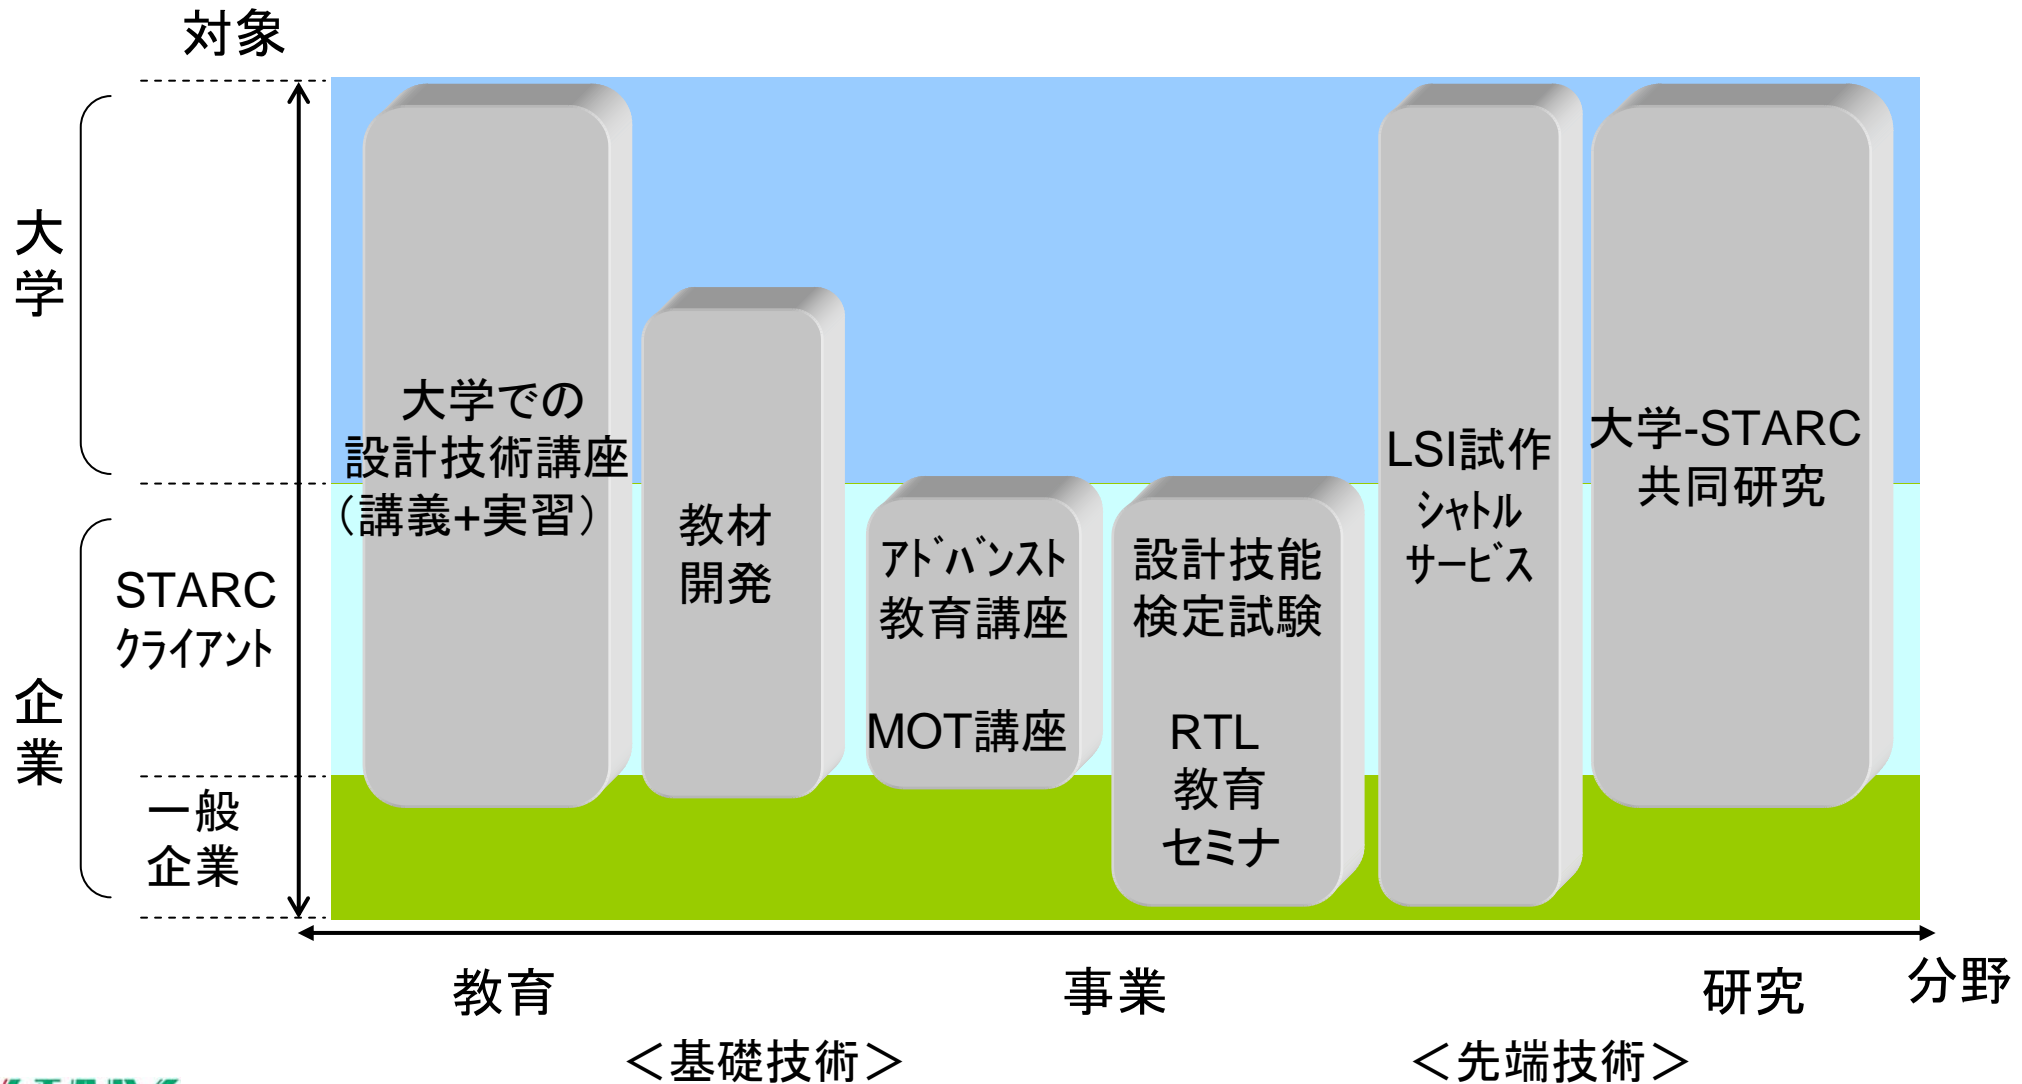 対象
大学
企業
STARC
クライアント
一般
企業
大学での
設計技術講座
(講義+実習)
教材
開発
アドバンスト
教育講座
MOT講座
設計技能
検定試験
RTL
教育
セミナ
LSI試作
シャトル
サービス
大学-STARC
共同研究
教育
事業
研究
分野
＜基礎技術＞
＜先端技術＞